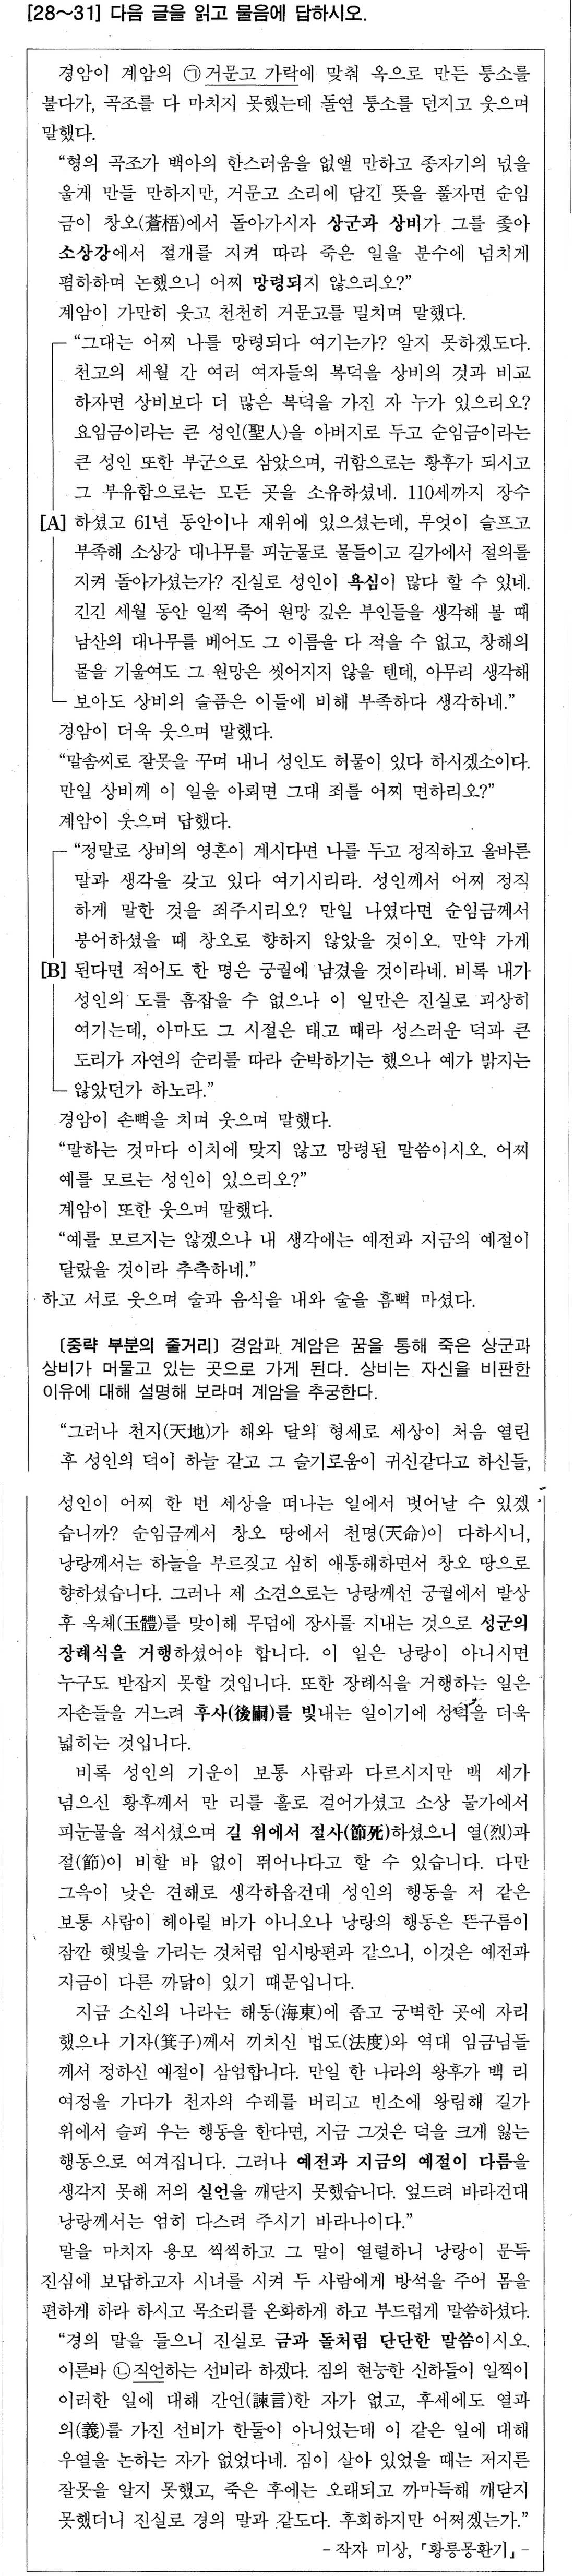 [28~31] 다음 글을 읽고 물음에 답하시오.
경암이 계암의 ㉠거문고 가락에 맞춰 옥으로 만든 퉁소를
불다가, 곡조를 다 마치지 못했는데 돌연 퉁소를 던지고 웃으며
말했다.
“형의 곡조가 백아의 한스러움을 없앨 만하고 종자기의 넋을
울게 만들 만하지만, 거문고 소리에 담긴 뜻을 풀자면 순임
금이 창오(蒼梧)에서 돌아가시자 상군과 상비가 그를 좇아
소상강에서 절개를 지켜 따라 죽은 일을 분수에 넘치게
폄하하며 논했으니 어찌 망령되지 않으리오?”
계암이 가만히 웃고 천천히 거문고를 밀치며 말했다.
“그대는 어찌 나를 망령되다 여기는가? 알지 못하겠도다.
천고의 세월 간 여러 여자들의 복덕을 상비의 것과 비교
하자면 상비보다 더 많은 복덕을 가진 자 누가 있으리오?
요임금이라는 큰 성인(聖人)을 아버지로 두고 순임금이라는
큰 성인 또한 부군으로 삼았으며, 귀함으로는 황후가 되시고
그 부유함으로는 모든 곳을 소유하셨네. 110세까지 장수
[A] 하셨고 61년 동안이나 재위에 있으셨는데, 무엇이 슬프고
부족해 소상강 대나무를 피눈물로 물들이고 길가에서 절의를
지켜 돌아가셨는가? 진실로 성인이 욕심이 많다 할 수 있네.
긴긴 세월 동안 일찍 죽어 원망 깊은 부인들을 생각해 볼 때
남산의 대나무를 베어도 그 이름을 다 적을 수 없고, 창해의
물을 기울여도 그 원망은 씻어지지 않을 텐데, 아무리 생각해
보아도 상비의 슬픔은 이들에 비해 부족하다 생각하네.”
경암이 더욱 웃으며 말했다.
“말솜씨로 잘못을 꾸며 내니 성인도 허물이 있다 하시겠소이다.
만일 상비께 이 일을 아뢰면 그대 죄를 어찌 면하리오?”
계암이 웃으며 답했다.
“정말로 상비의 영혼이 계시다면 나를 두고 정직하고 올바른
말과 생각을 갖고 있다 여기시리라. 성인께서 어찌 정직
하게 말한 것을 죄주시리오? 만일 나였다면 순임금께서
붕어하셨을 때 창오로 향하지 않았을 것이오. 만약 가게
[B] 된다면 적어도 한 명은 궁궐에 남겼을 것이라네. 비록 내가
성인의 도를 흠잡을 수 없으나 이 일만은 진실로 괴상히
여기는데, 아마도 그 시절은 태고 때라 성스러운 덕과 큰
도리가 자연의 순리를 따라 순박하기는 했으나 예가 밝지는
않았던가 하노라.”
경암이 손뼉을 치며 웃으며 말했다.
“말하는 것마다 이치에 맞지 않고 망령된 말씀이시오. 어찌
예를 모르는 성인이 있으리오?”
계암이 또한 웃으며 말했다.
“예를 모르지는 않겠으나 내 생각에는 예전과 지금의 예절이
달랐을 것이라 추측하네.”
하고 서로 웃으며 술과 음식을 내와 술을 흠뻑 마셨다.
〔중략 부분의 줄거리〕 경암과 계암은 꿈을 통해 죽은 상군과
상비가 머물고 있는 곳으로 가게 된다. 상비는 자신을 비판한
이유에 대해 설명해 보라며 계암을 추궁한다.
“그러나 천지(天地)가 해와 달의 형세로 세상이 처음 열린
후 성인의 덕이 하늘 같고 그 슬기로움이 귀신같다고 하신들,
성인이 어찌 한 번 세상을 떠나는 일에서 벗어날 수 있겠
습니까? 순임금께서 창오 땅에서 천명(天命)이 다하시니,
낭랑께서는 하늘을 부르짖고 심히 애통해하면서 창오 땅으로
향하셨습니다. 그러나 제 소견으로는 낭랑께선 궁궐에서 발상
후 옥체(玉體)를 맞이해 무덤에 장사를 지내는 것으로 성군의
장례식을 거행하셨어야 합니다. 이 일은 낭랑이 아니시면
누구도 받잡지 못할 것입니다. 또한 장례식을 거행하는 일은
자손들을 거느려 후사(後嗣)를 빛내는 일이기에 성덕을 더욱
넓히는 것입니다.
비록 성인의 기운이 보통 사람과 다르시지만 백 세가
넘으신 황후께서 만 리를 홀로 걸어가셨고 소상 물가에서
피눈물을 적시셨으며 길 위에서 절사(節死)하셨으니 열(烈)과
절(節)이 비할 바 없이 뛰어나다고 할 수 있습니다. 다만
그윽이 낮은 견해로 생각하옵건대 성인의 행동을 저 같은
보통 사람이 헤아릴 바가 아니오나 낭랑의 행동은 뜬구름이
잠깐 햇빛을 가리는 것처럼 임시방편과 같으니, 이것은 예전과
지금이 다른 까닭이 있기 때문입니다.
지금 소신의 나라는 해동(海東)에 좁고 궁벽한 곳에 자리
했으나 기자(箕子)께서 끼치신 법도(法度)와 역대 임금님들
께서 정하신 예절이 삼엄합니다. 만일 한 나라의 왕후가 백 리
여정을 가다가 천자의 수레를 버리고 빈소에 왕림해 길가
위에서 슬피 우는 행동을 한다면, 지금 그것은 덕을 크게 잃는
행동으로 여겨집니다. 그러나 예전과 지금의 예절이 다름을
생각지 못해 저의 실언을 깨닫지 못했습니다. 엎드려 바라건대
낭랑께서는 엄히 다스려 주시기 바라나이다.”
말을 마치자 용모 씩씩하고 그 말이 열렬하니 낭랑이 문득
진심에 보답하고자 시녀를 시켜 두 사람에게 방석을 주어 몸을
편하게 하라 하시고 목소리를 온화하게 하고 부드럽게 말씀하셨다.
“경의 말을 들으니 진실로 금과 돌처럼 단단한 말씀이시오.
이른바 ㉡직언하는 선비라 하겠다. 짐의 현능한 신하들이 일찍이
이러한 일에 대해 간언(諫言)한 자가 없고, 후세에도 열과
의(義)를 가진 선비가 한둘이 아니었는데 이 같은 일에 대해
우열을 논하는 자가 없었다네. 짐이 살아 있었을 때는 저지른
잘못을 알지 못했고, 죽은 후에는 오래되고 까마득해 깨닫지
못했더니 진실로 경의 말과 같도다. 후회하지만 어쩌겠는가.”
- 작자 미상, 「황릉몽환기」 -